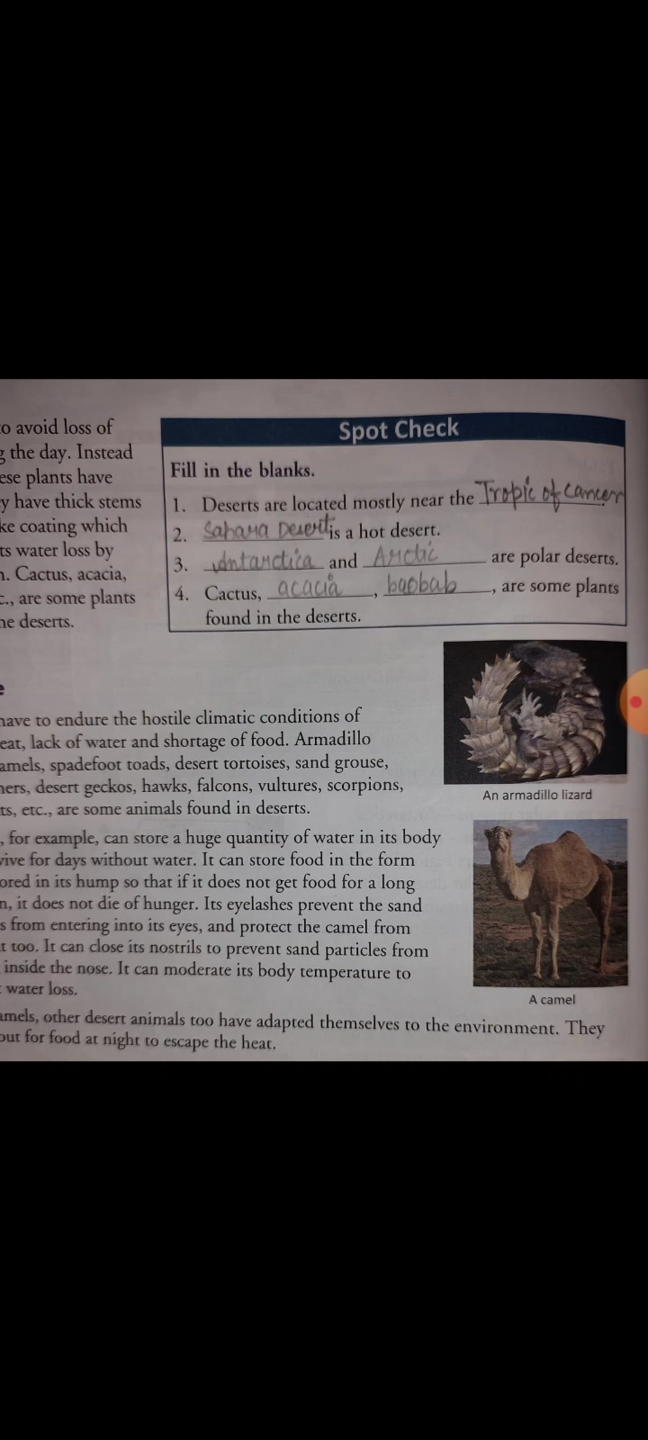 to avoid loss of
g the day. Instead
ese plants have
y have thick stems
ke coating which
ts water loss by
n. Cactus, acacia,
c., are some plants
ne deserts.
Spot Check
Fill in the blanks.
1. Deserts are located mostly near the Tropic of Cancer
2. Sahara Desert is a hot desert.
3. Antarctica and Arctic are polar deserts.
4. Cactus, acacia, baobab, are some plants
found in the deserts.
e
have to endure the hostile climatic conditions of
eat, lack of water and shortage of food. Armadillo
amels, spadefoot toads, desert tortoises, sand grouse,
ners, desert geckos, hawks, falcons, vultures, scorpions,
ts, etc., are some animals found in deserts.
An armadillo lizard
, for example, can store a huge quantity of water in its body
vive for days without water. It can store food in the form
ored in its hump so that if it does not get food for a long
n, it does not die of hunger. Its eyelashes prevent the sand
s from entering into its eyes, and protect the camel from
t too. It can close its nostrils to prevent sand particles from
inside the nose. It can moderate its body temperature to
t water loss.
A camel
amels, other desert animals too have adapted themselves to the environment. They
out for food at night to escape the heat.